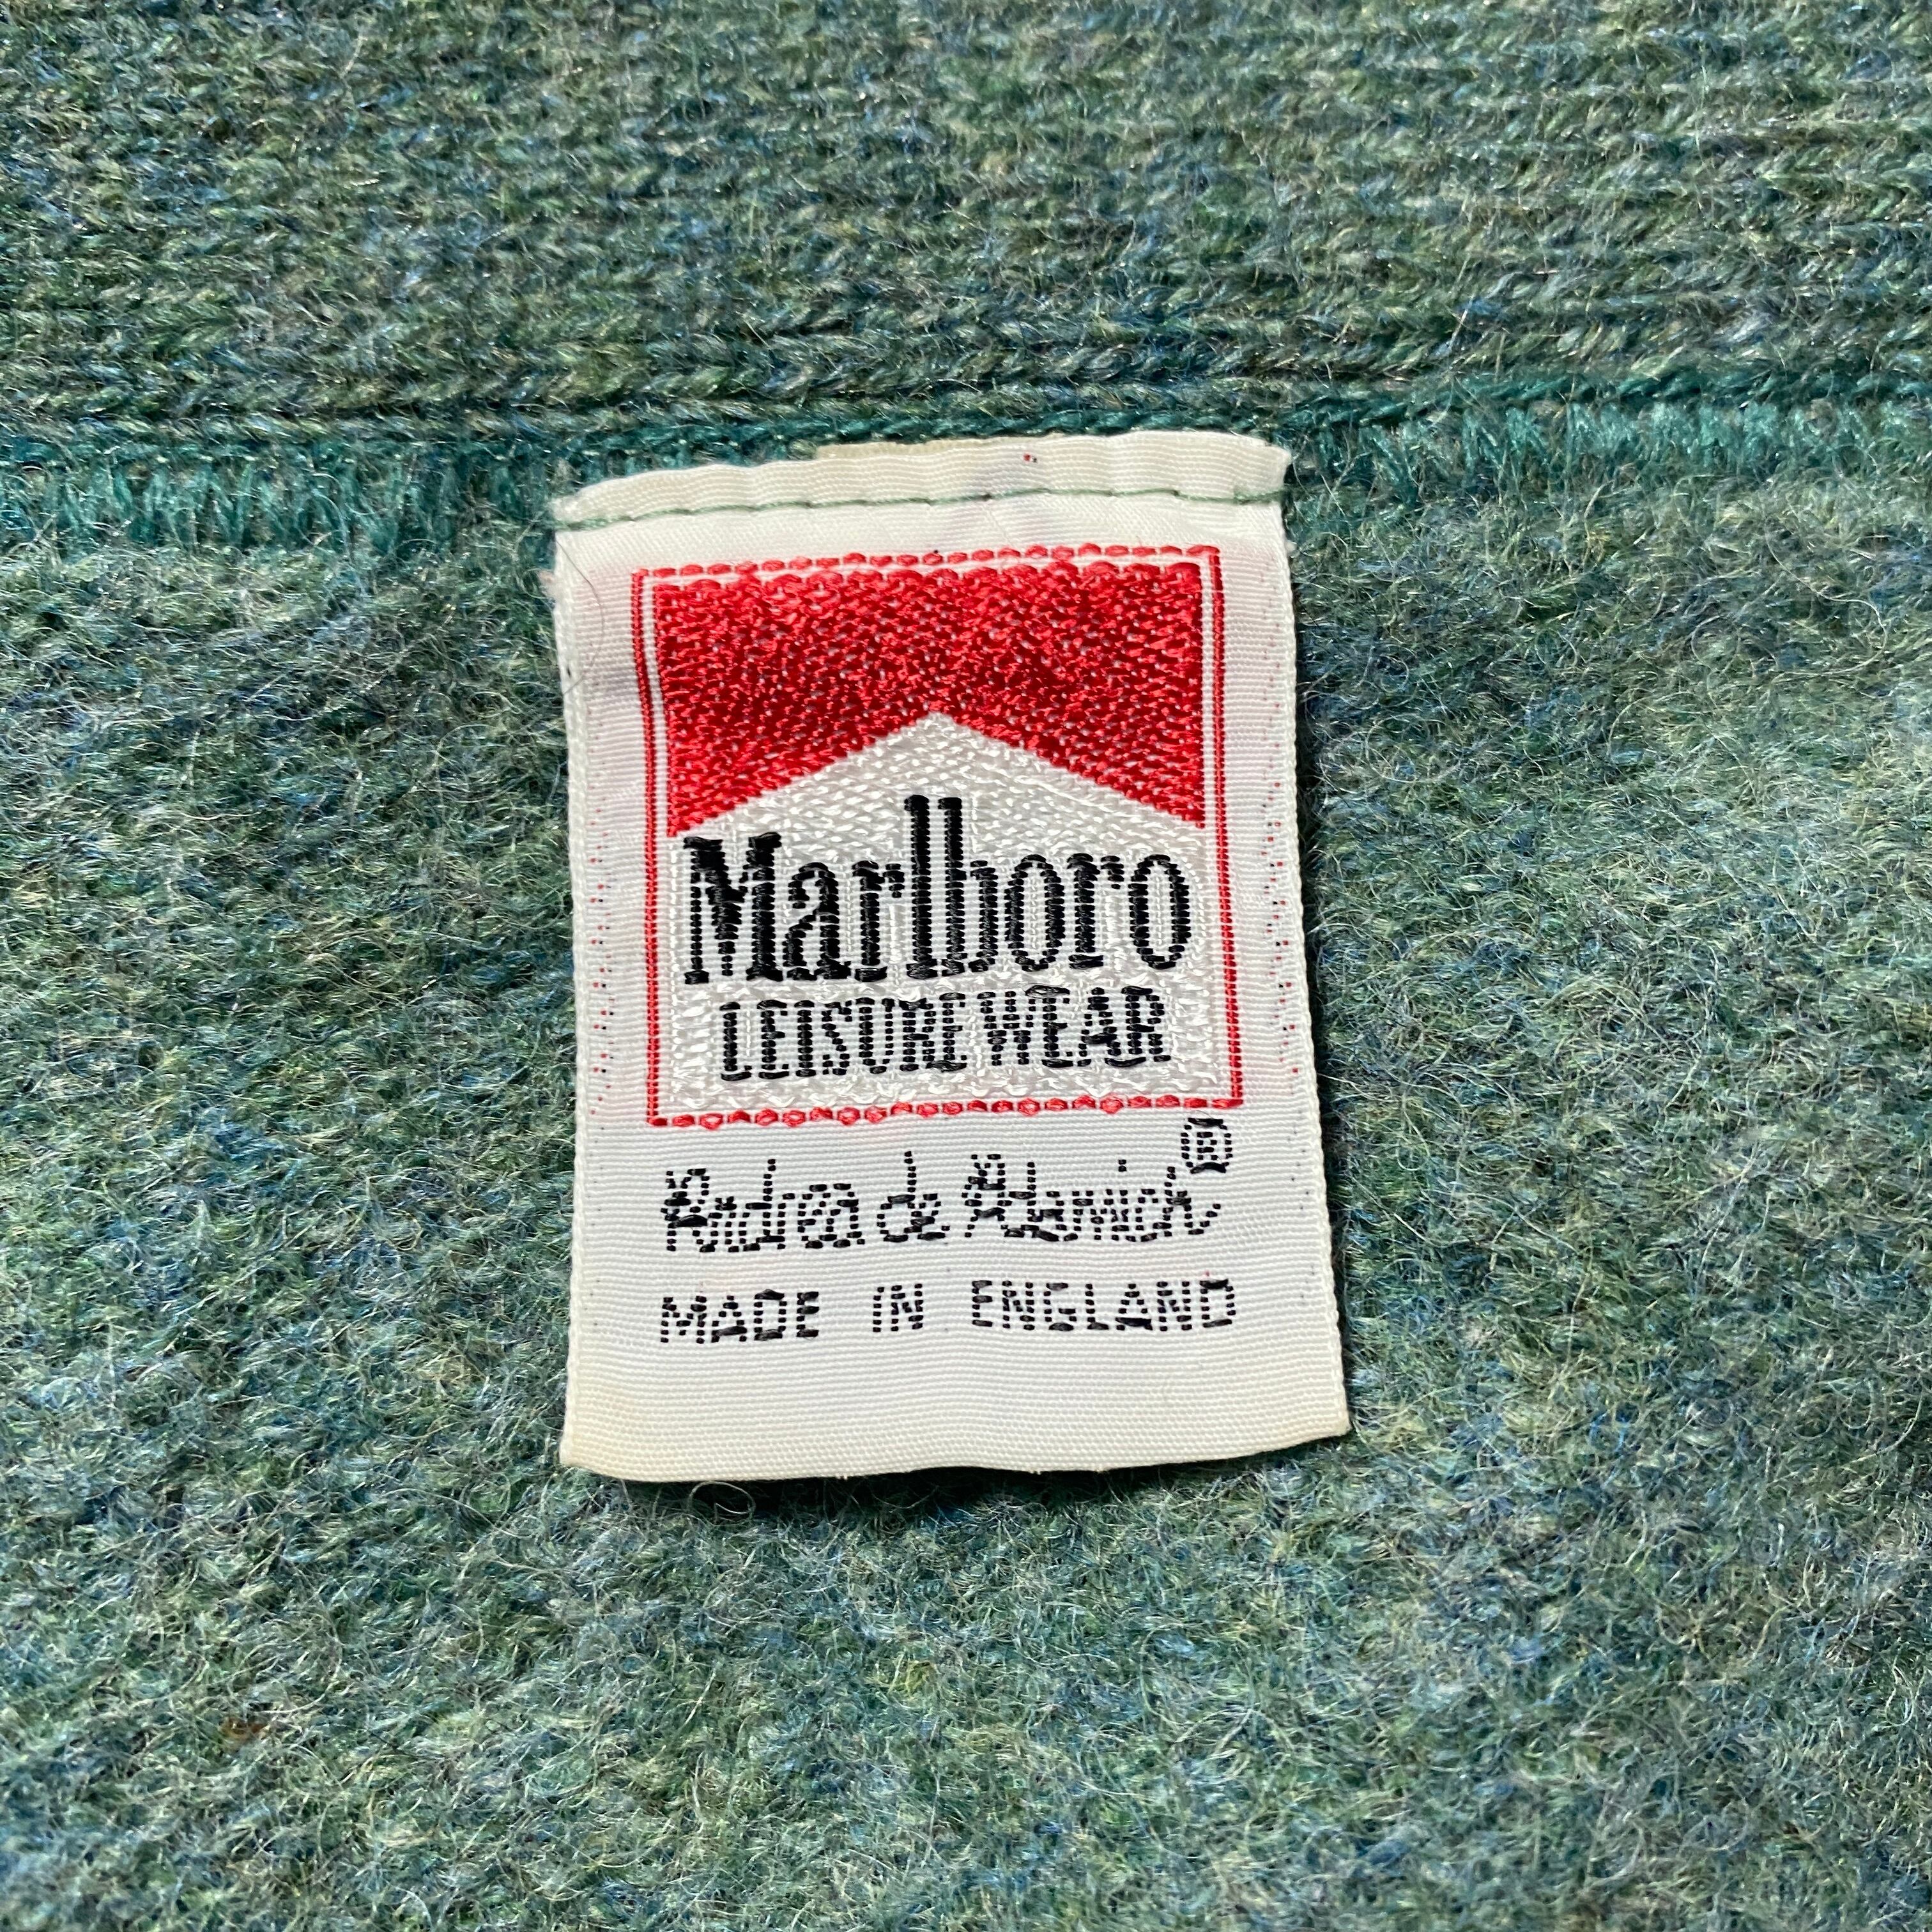 Marlboro
LEISURE WEAR
Andrea de Adamich®
MADE IN ENGLAND